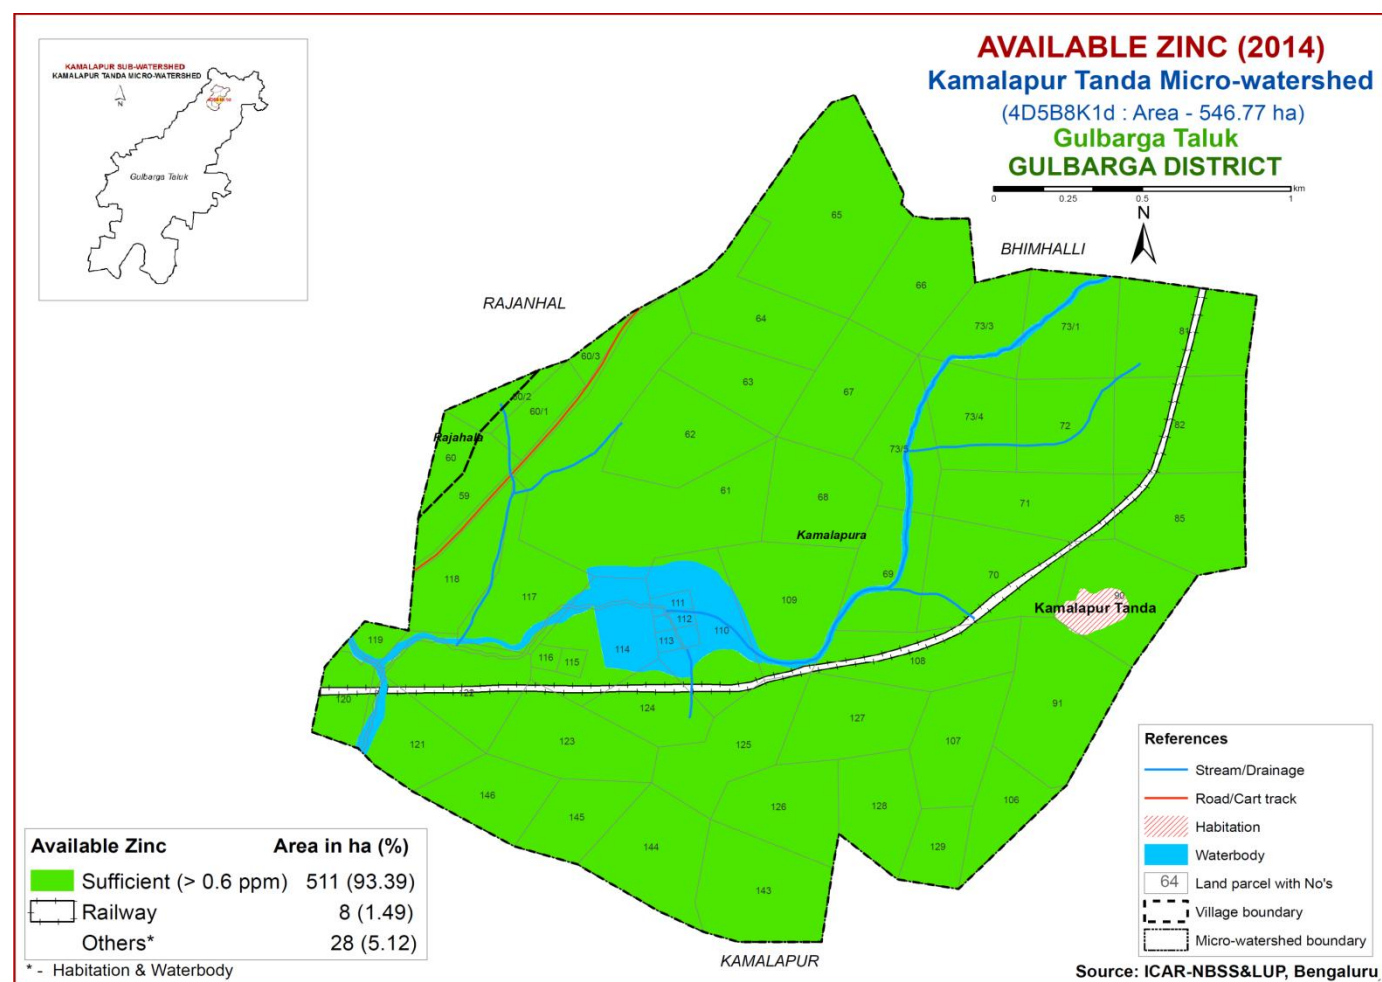 AVAILABLE ZINC (2014)
Kamalapur Tanda Micro-watershed
(4D5B8K1d : Area - 546.77 ha)
Gulbarga Taluk
GULBARGA DISTRICT
km
0 0.25 0.5 1
N
KAMALAPUR SUB-WATERSHED
KAMALAPUR TANDA MICRO-WATERSHED
N
Gulbarga Taluk
RAJANHAL
BHIMHALLI
65
66
64
73/3
73/1
81
60/3
63
67
60/2
60/1
73/4
72
82
Rajahala
62
73/5
60
59
61
68
71
85
Kamalapura
118
117
69
70
109
90
Kamalapur Tanda
111
112
113
110
114
119
116
115
108
120
122
124
91
127
121
123
125
107
146
145
126
128
106
144
129
143
KAMALAPUR
Available Zinc Area in ha (%)
Sufficient (> 0.6 ppm) 511 (93.39)
Railway 8 (1.49)
Others* 28 (5.12)
* - Habitation & Waterbody
References
Stream/Drainage
Road/Cart track
Habitation
Waterbody
64 Land parcel with No's
Village boundary
Micro-watershed boundary
Source: ICAR-NBSS&LUP, Bengaluru